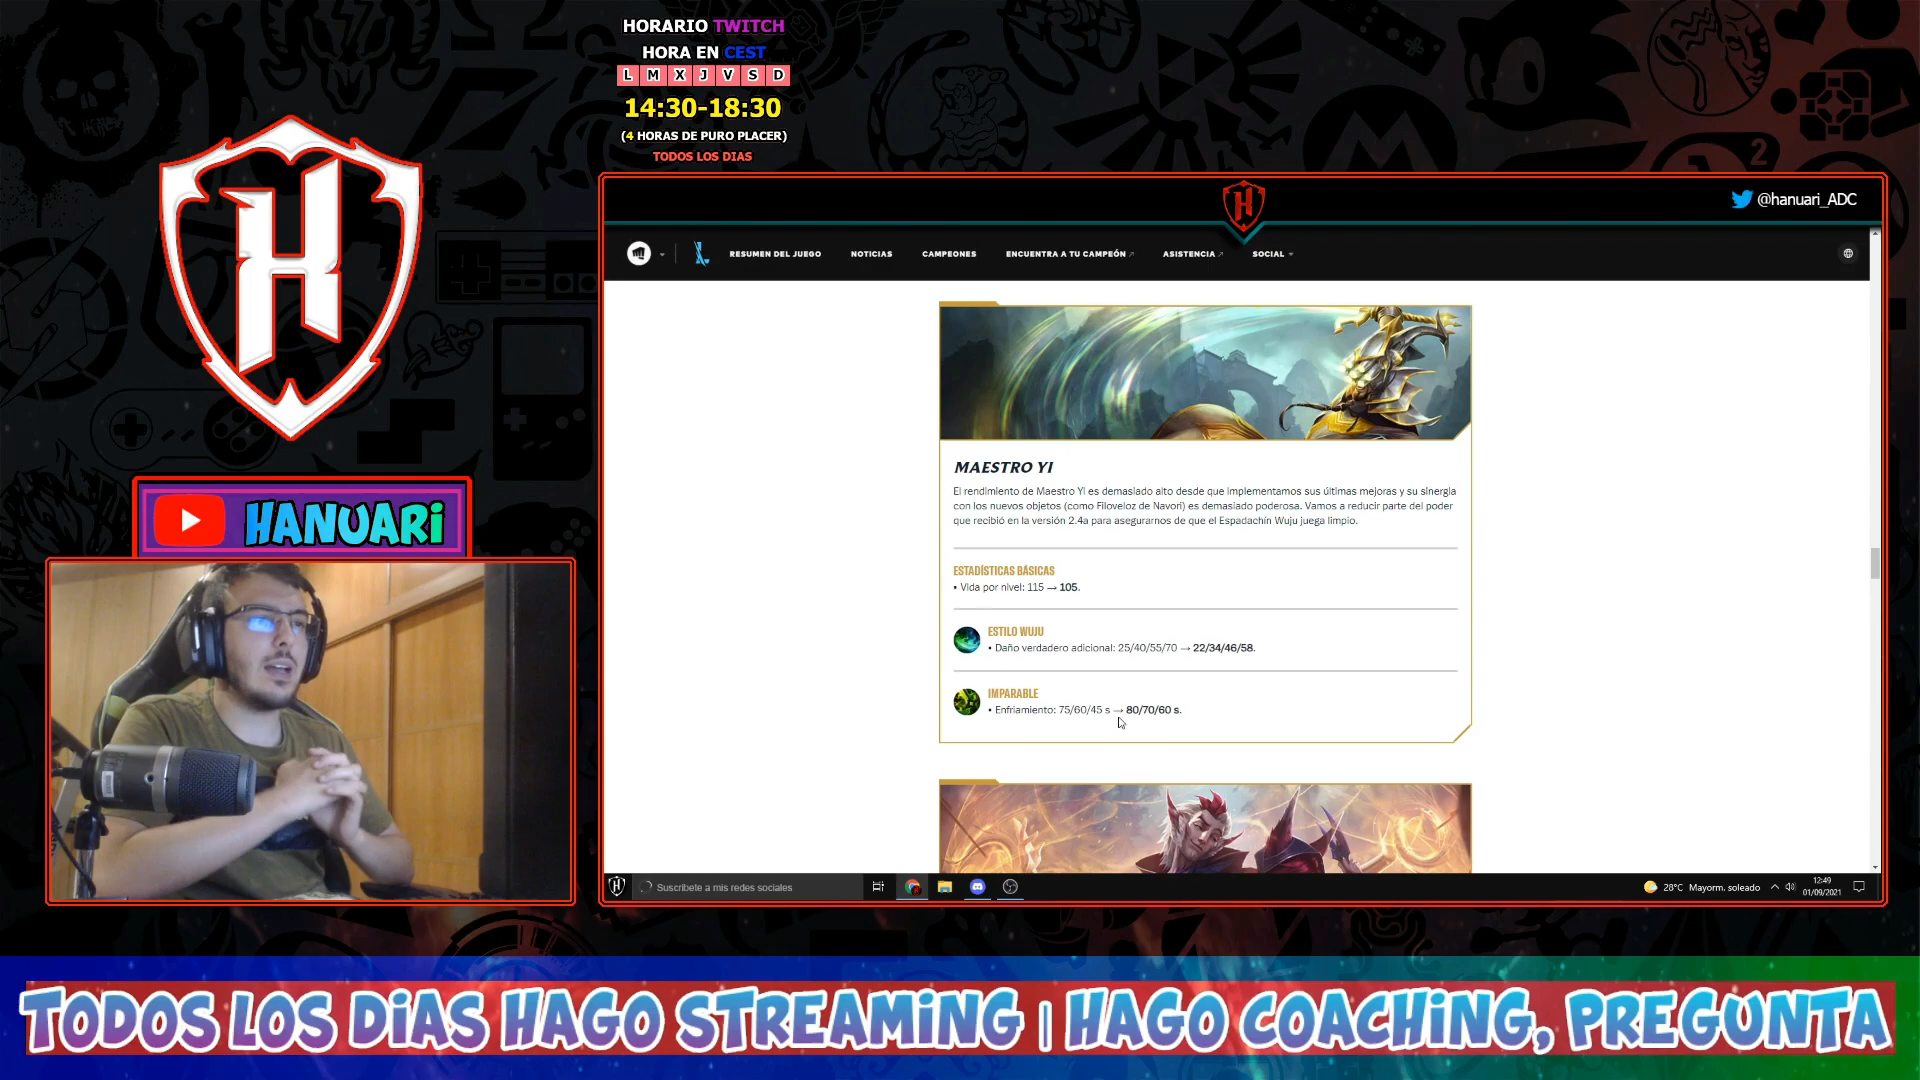 HORARIO TWITCH
HORA EN CEST
L M X J V S D
14:30-18:30
(4 HORAS DE PURO PLACER)
TODOS LOS DIAS
H
@hanuari_ADC
RESUMEN DEL JUEGO NOTICIAS CAMPEONES ENCUENTRA A TU CAMPEÓN ASISTENCIA SOCIAL
MAESTRO YI
El rendimiento de Maestro Yi es demasiado alto desde que implementamos sus últimas mejoras y su sinergia
con los nuevos objetos (como Filoveloz de Navori) es demasiado poderosa. Vamos a reducir parte del poder
que recibió en la versión 2.4a para asegurarnos de que el Espadachín Wuju juega limpio.
ESTADÍSTICAS BÁSICAS
• Vida por nivel: 115 → 105.
ESTILO WUJU
• Daño verdadero adicional: 25/40/55/70 → 22/34/46/58.
IMPARABLE
• Enfriamiento: 75/60/45 s → 80/70/60 s.
HANUARi
Suscribete a mis redes sociales
28°C Mayorm. soleado
12:49
01/09/2021
TODOS LOS DiAS HAGO STREAMiNG | HAGO COACHiNG, PREGUNTA